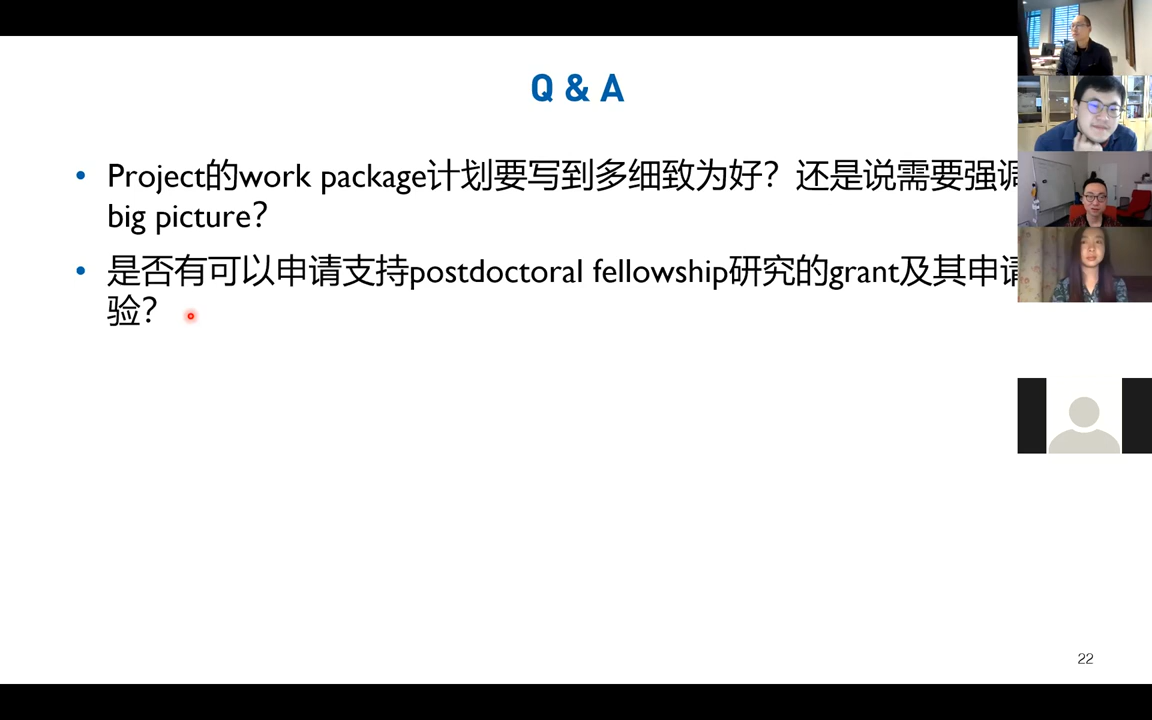 Q & A
• Project的work package计划要写到多细致为好？还是说需要强调
big picture？
• 是否有可以申请支持postdoctoral fellowship研究的grant及其申请
验？
22